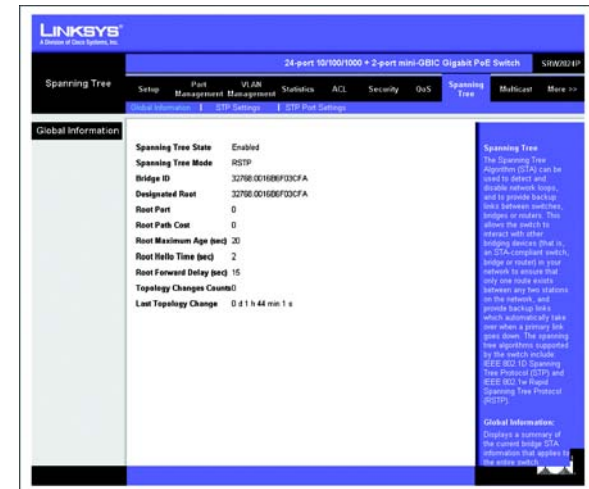 LINKSYS®
A Division of Cisco Systems, Inc.
24-port 10/100/1000 + 2-port mini-GBIC Gigabit PoE Switch
SRW2024P
Spanning Tree
Setup
Port Management
VLAN Management
Statistics
ACL
Security
QoS
Spanning Tree
Multicast
More >>
Global Information | STP Settings | STP Port Settings
Global Information
Spanning Tree State Enabled
Spanning Tree Mode RSTP
Bridge ID 32768.0016B6F03CFA
Designated Root 32768.0016B6F03CFA
Root Port 0
Root Path Cost 0
Root Maximum Age (sec) 20
Root Hello Time (sec) 2
Root Forward Delay (sec) 15
Topology Changes Counts 0
Last Topology Change 0 d 1 h 44 min 1 s
Spanning Tree
The Spanning Tree
Algorithm (STA) can be
used to detect and
disable network loops,
and to provide backup
links between switches,
bridges or routers. This
allows the switch to
interact with other
bridging devices (that is,
an STA-compliant switch,
bridge or router) in your
network to ensure that
only one route exists
between any two stations
on the network, and
provide backup links
which automatically take
over when a primary link
goes down. The spanning
tree algorithms supported
by the switch include
IEEE 802.1D Spanning
Tree Protocol (STP) and
IEEE 802.1w Rapid
Spanning Tree Protocol
(RSTP).
Global Information:
Displays a summary of
the current bridge STA
information that applies to
the entire switch